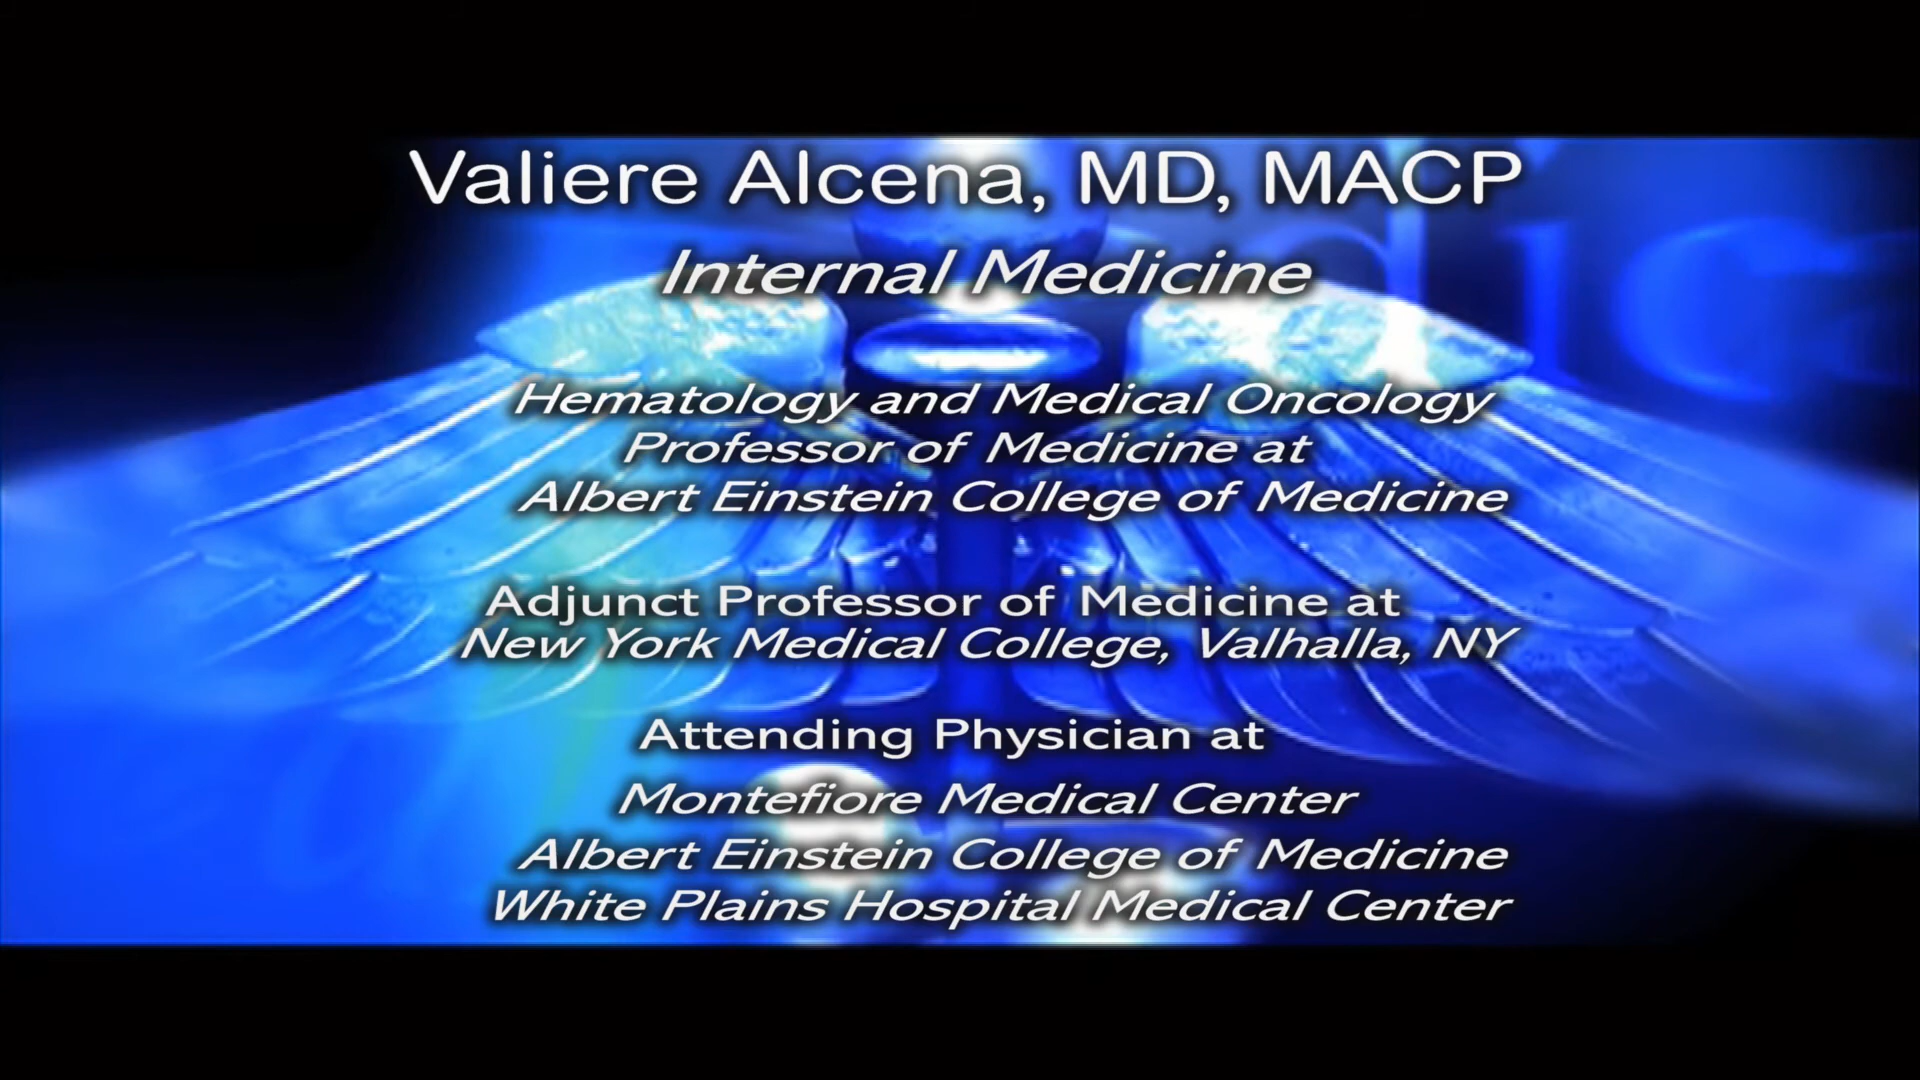 Valiere Alcena, MD, MACP
Internal Medicine
Hematology and Medical Oncology
Professor of Medicine at
Albert Einstein College of Medicine
Adjunct Professor of Medicine at
New York Medical College, Valhalla, NY
Attending Physician at
Montefiore Medical Center
Albert Einstein College of Medicine
White Plains Hospital Medical Center